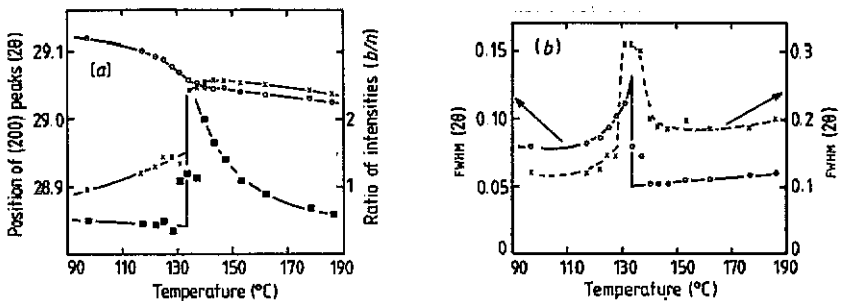 Position of (200) peaks (2θ)
29.1
29.0
28.9
(a)
2
1
Ratio of intensities (b/n)
90 110 130 150 170 190
Temperature (°C)
FWHM (2θ)
0.15
0.10
0.05
0
(b)
0.3
0.2
0.1
0
FWHM (2θ)
90 110 130 150 170 190
Temperature (°C)